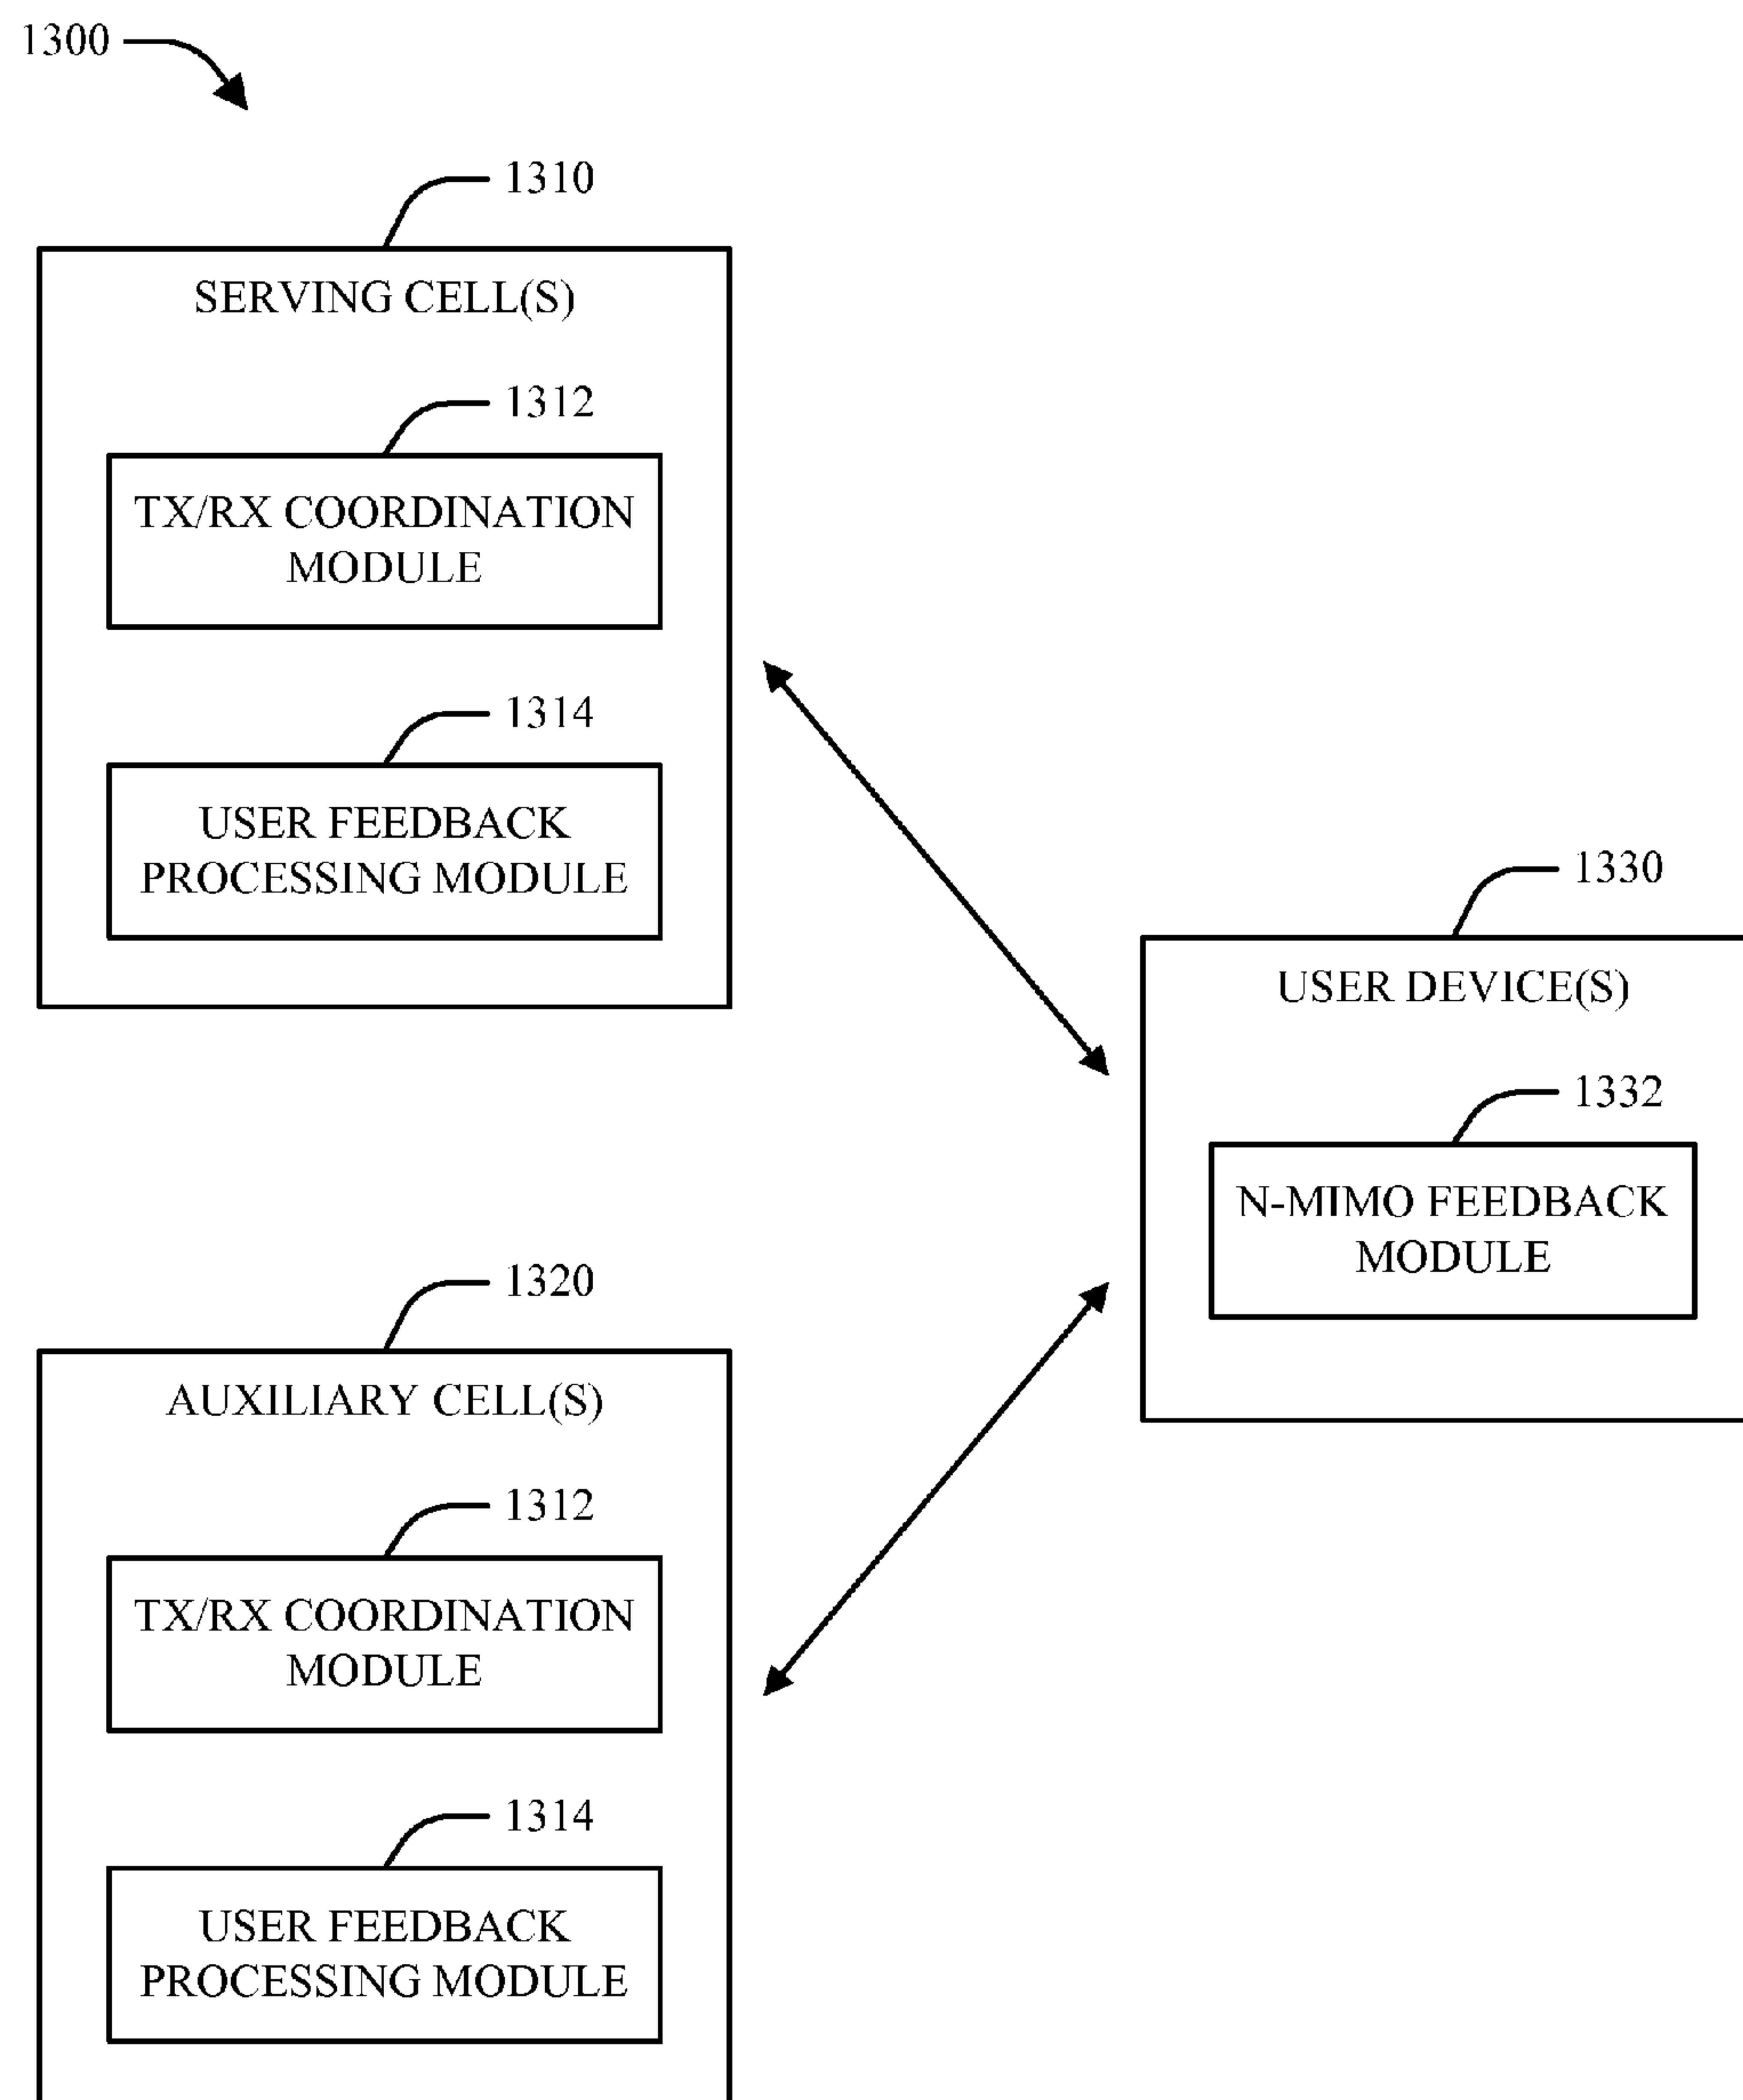 1300
1310
SERVING CELL(S)
1312
TX/RX COORDINATION
MODULE
1314
USER FEEDBACK
PROCESSING MODULE
1330
USER DEVICE(S)
1332
N-MIMO FEEDBACK
MODULE
1320
AUXILIARY CELL(S)
1312
TX/RX COORDINATION
MODULE
1314
USER FEEDBACK
PROCESSING MODULE